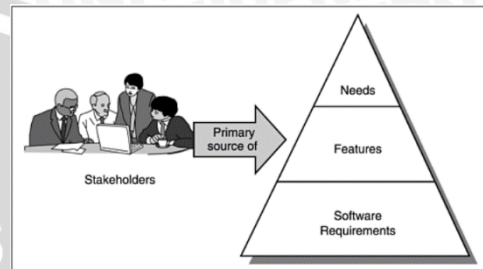 Stakeholders
Primary
source of
Needs
Features
Software
Requirements